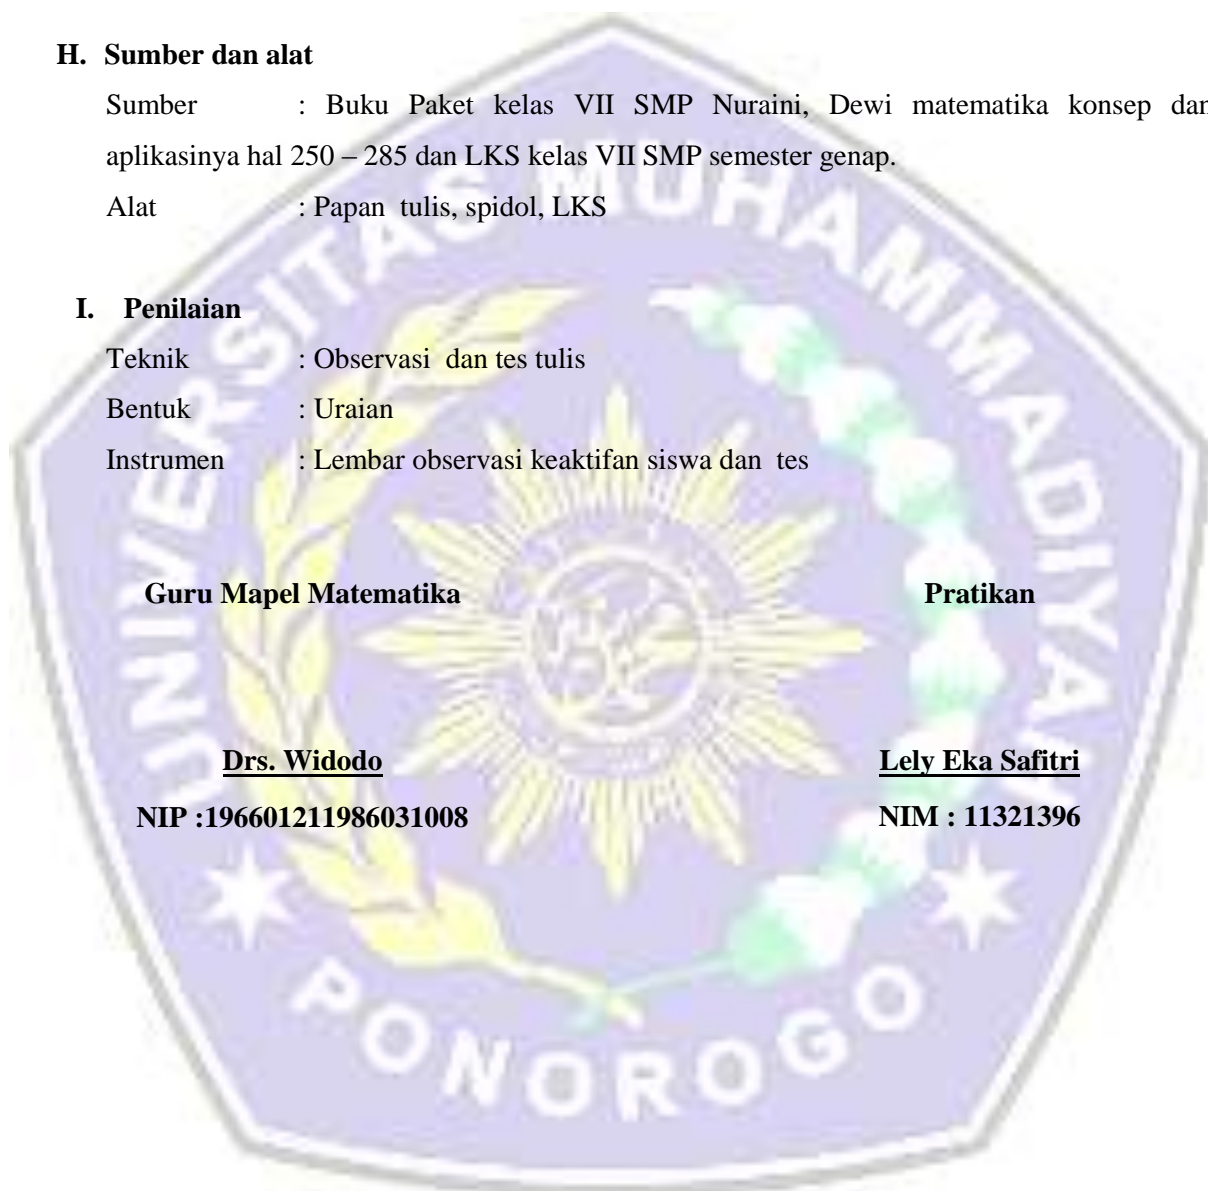 H. Sumber dan alat
Sumber : Buku Paket kelas VII SMP Nuraini, Dewi matematika konsep dan
aplikasinya hal 250 – 285 dan LKS kelas VII SMP semester genap.
Alat : Papan tulis, spidol, LKS
I. Penilaian
Teknik : Observasi dan tes tulis
Bentuk : Uraian
Instrumen : Lembar observasi keaktifan siswa dan tes
Guru Mapel Matematika Pratikan
Drs. Widodo Lely Eka Safitri
NIP :196601211986031008 NIM : 11321396
UNIVERSITAS MUHAMMADIYAH
PONOROGO